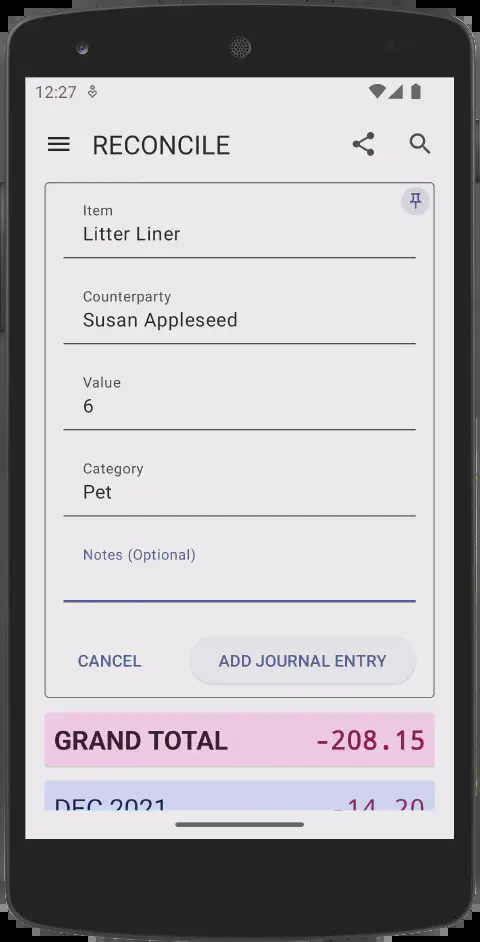 12:27
RECONCILE
Item
Litter Liner
Counterparty
Susan Appleseed
Value
6
Category
Pet
Notes (Optional)
CANCEL ADD JOURNAL ENTRY
GRAND TOTAL -208.15
DEC 2021 -14.20